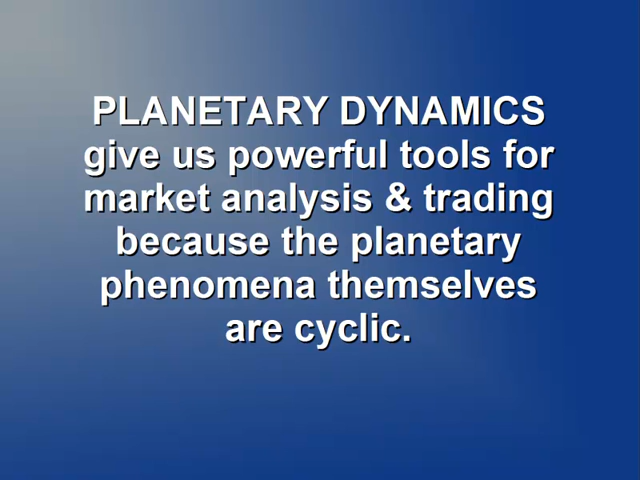 PLANETARY DYNAMICS
give us powerful tools for
market analysis & trading
because the planetary
phenomena themselves
are cyclic.